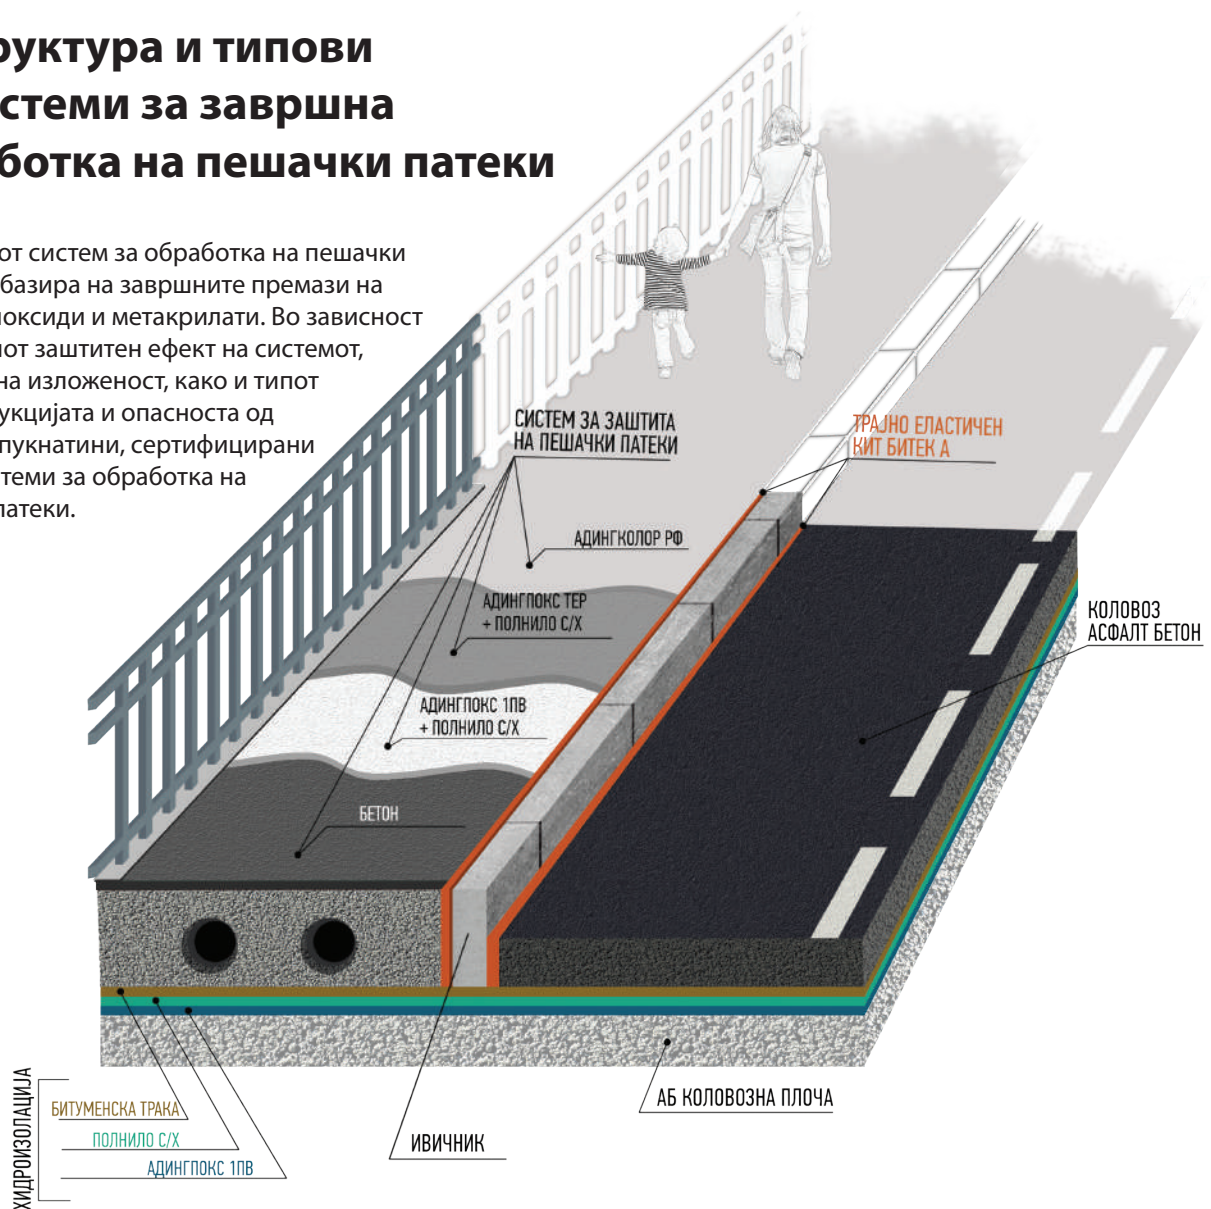 руктура и типови
стеми за завршна
ботка на пешачки патеки
от систем за обработка на пешачки
базира на завршните премази на
оксиди и метакрилати. Во зависност
от заштитен ефект на системот,
на изложеност, како и типот
укцијата и опасноста од
пукнатини, сертифицирани
теми за обработка на
патеки.
СИСТЕМ ЗА ЗАШТИТА
НА ПЕШАЧКИ ПАТЕКИ
ТРАЈНО ЕЛАСТИЧЕН
КИТ БИТЕК А
АДИНГКОЛОР РФ
АДИНГПОКС ТЕР
+ ПОЛНИЛО С/Х
КОЛОВОЗ
АСФАЛТ БЕТОН
АДИНГПОКС 1ПВ
+ ПОЛНИЛО С/Х
БЕТОН
ХИДРОИЗОЛАЦИЈА
БИТУМЕНСКА ТРАКА
ПОЛНИЛО С/Х
АДИНГПОКС 1ПВ
ИВИЧНИК
АБ КОЛОВОЗНА ПЛОЧА